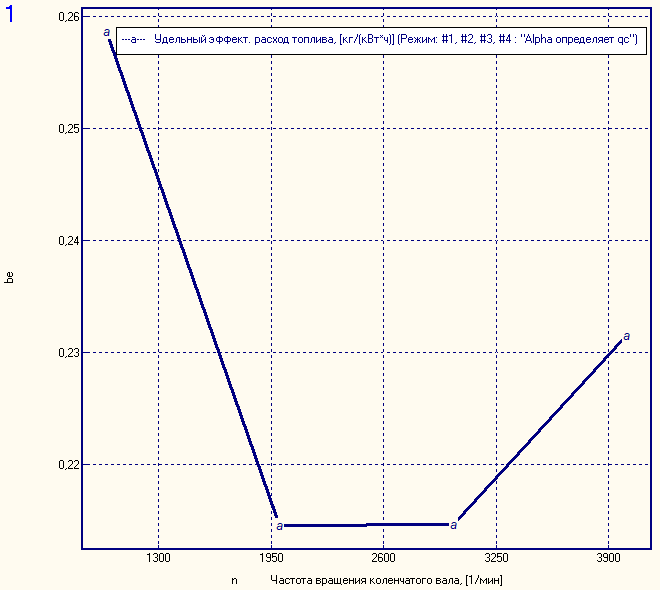 1
0,26
a
---a--- Удельный эффект. расход топлива, [кг/(кВт*ч)] (Режим: #1, #2, #3, #4 : "Alpha определяет qc")
0,25
0,24
be
0,23
a
0,22
a a
1300 1950 2600 3250 3900
n Частота вращения коленчатого вала, [1/мин]